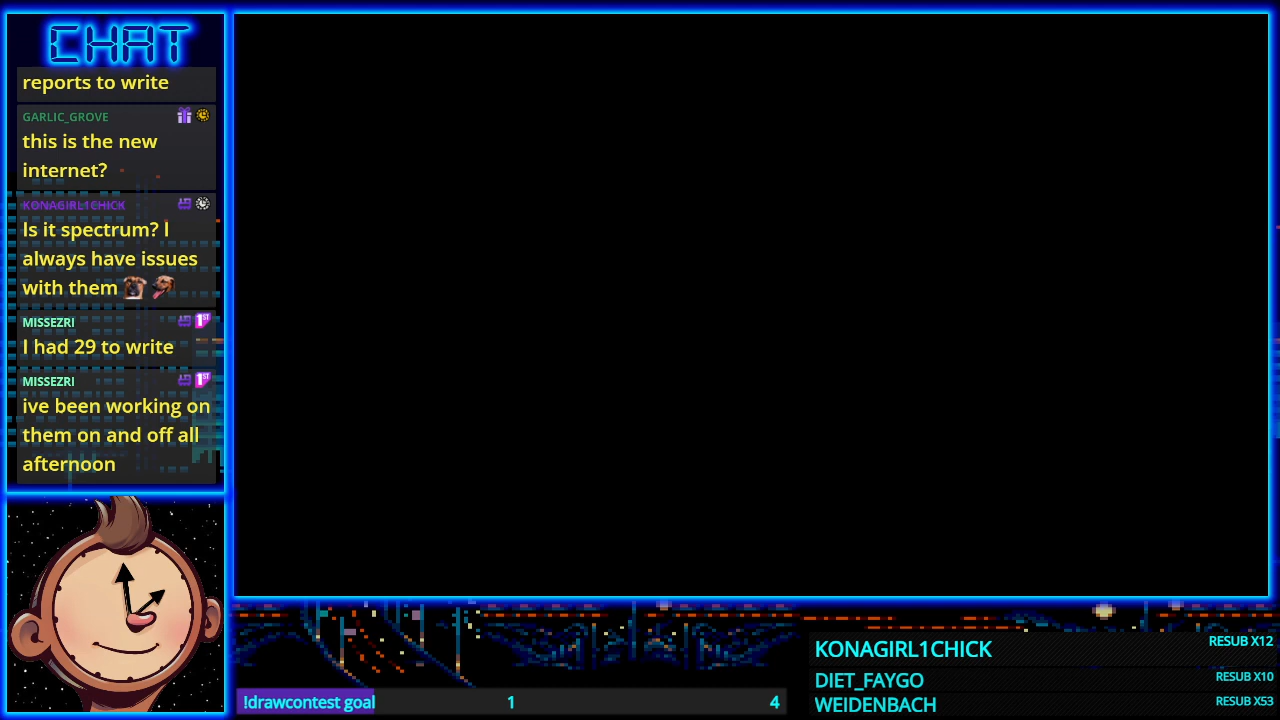 CHAT
reports to write
GARLIC_GROVE
this is the new
internet?
KONAGIRL1CHICK
Is it spectrum? I
always have issues
with them
MISSEZRI
1ST
I had 29 to write
MISSEZRI
1ST
ive been working on
them on and off all
afternoon
!drawcontest goal 1 4
KONAGIRL1CHICK RESUB X12
DIET_FAYGO RESUB X10
WEIDENBACH RESUB X53